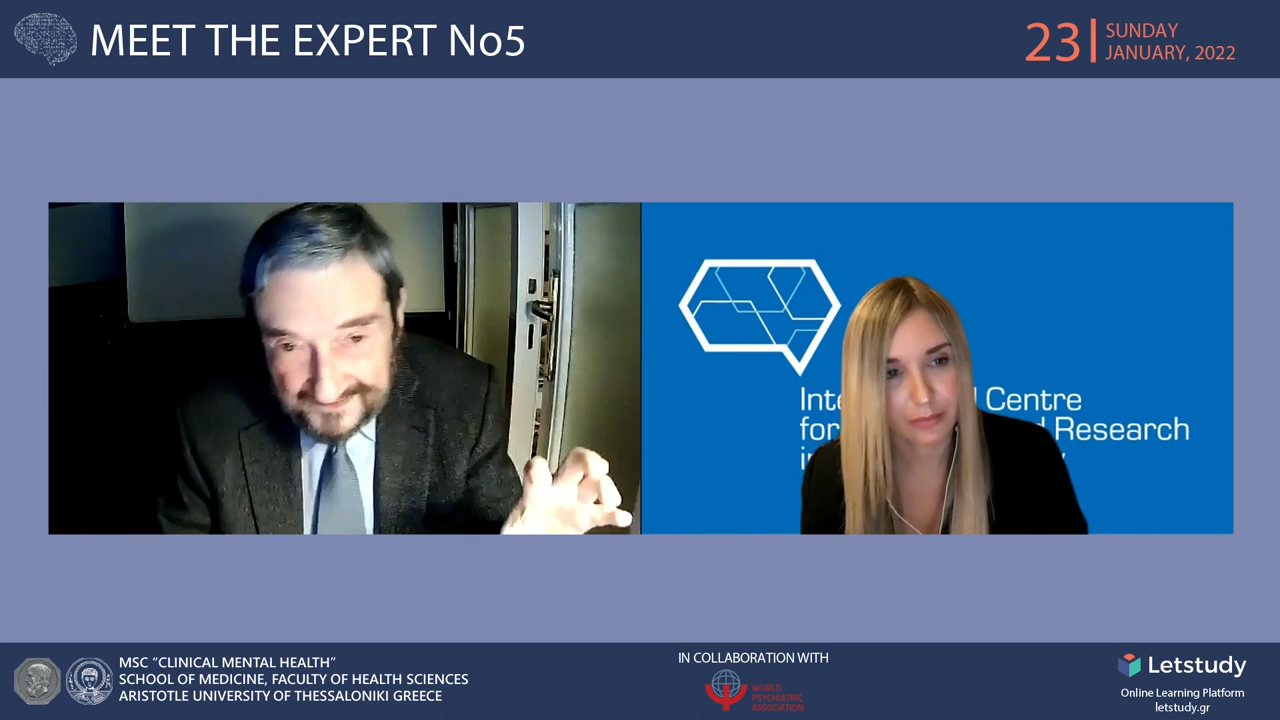 MEET THE EXPERT No5
23
SUNDAY
JANUARY, 2022
Centre
for Research
MSC “CLINICAL MENTAL HEALTH”
SCHOOL OF MEDICINE, FACULTY OF HEALTH SCIENCES
ARISTOTLE UNIVERSITY OF THESSALONIKI GREECE
IN COLLABORATION WITH
WORLD
PSYCHIATRIC
ASSOCIATION
Letstudy
Online Learning Platform
letstudy.gr